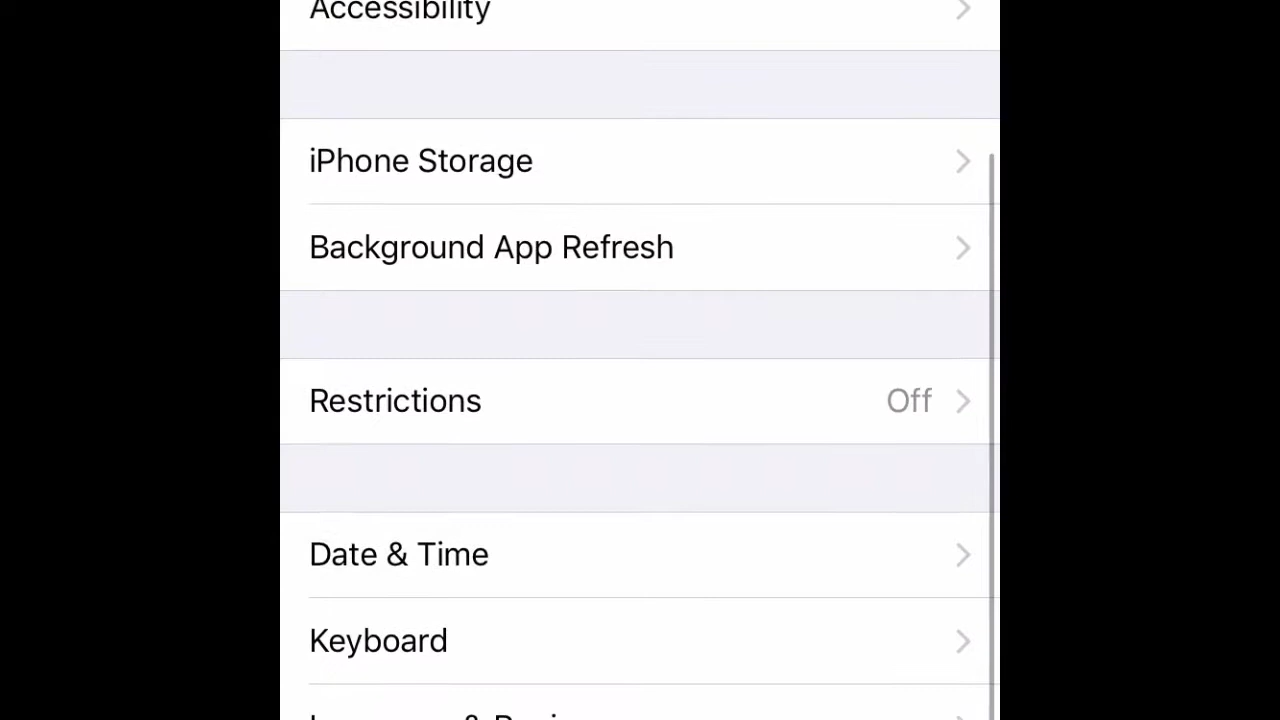 Accessibility
iPhone Storage
Background App Refresh
Restrictions Off
Date & Time
Keyboard